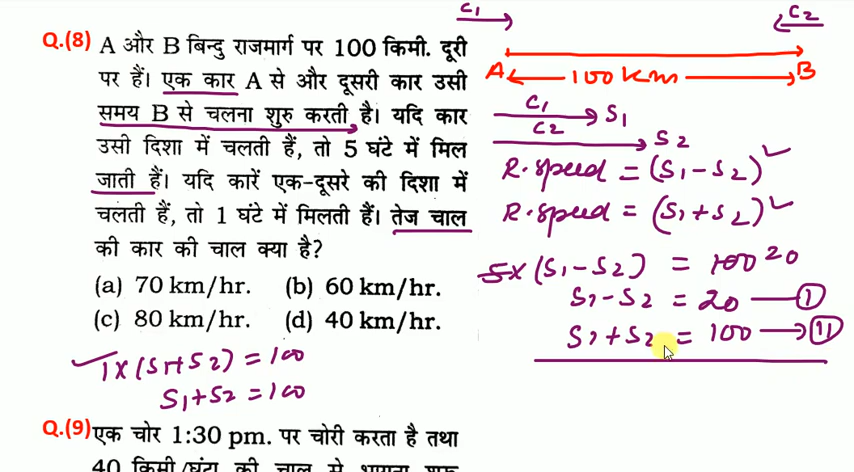 C1
C2
Q.(8) A और B बिन्दु राजमार्ग पर 100 किमी. दूरी
पर हैं। एक कार A से और दूसरी कार उसी
समय B से चलना शुरु करती है। यदि कार
उसी दिशा में चलती हैं, तो 5 घंटे में मिल
जाती हैं। यदि कारें एक-दूसरे की दिशा में
चलती हैं, तो 1 घंटे में मिलती हैं। तेज चाल
की कार की चाल क्या है?
(a) 70 km/hr. (b) 60 km/hr.
(c) 80 km/hr. (d) 40 km/hr.
1×(S1+S2) = 100
S1+S2 = 100
A 100 km B
C1 S1
C2 S2
R.speed = (S1-S2)
R.speed = (S1+S2)
5×(S1-S2) = 100 20
S1-S2 = 20 1
S1+S2 = 100 11
Q.(9) एक चोर 1:30 pm. पर चोरी करता है तथा
40 किमी/घंटा की चाल से भागना शुरू